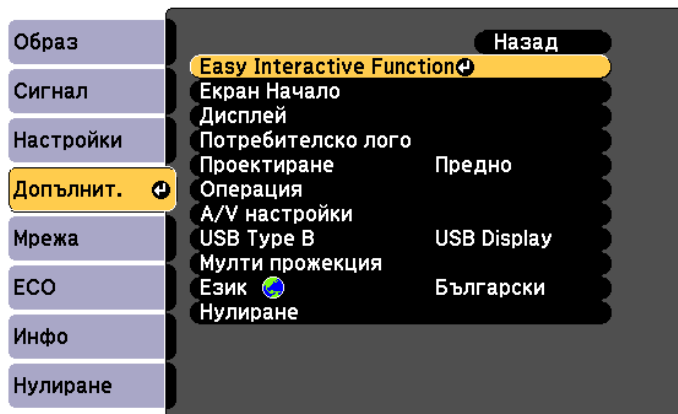 Образ
Сигнал
Настройки
Допълнит.
Мрежа
ECO
Инфо
Нулиране
Назад
Easy Interactive Function
Екран Начало
Дисплей
Потребителско лого
Проектиране Предно
Операция
A/V настройки
USB Type B USB Display
Мулти прожекция
Език Български
Нулиране